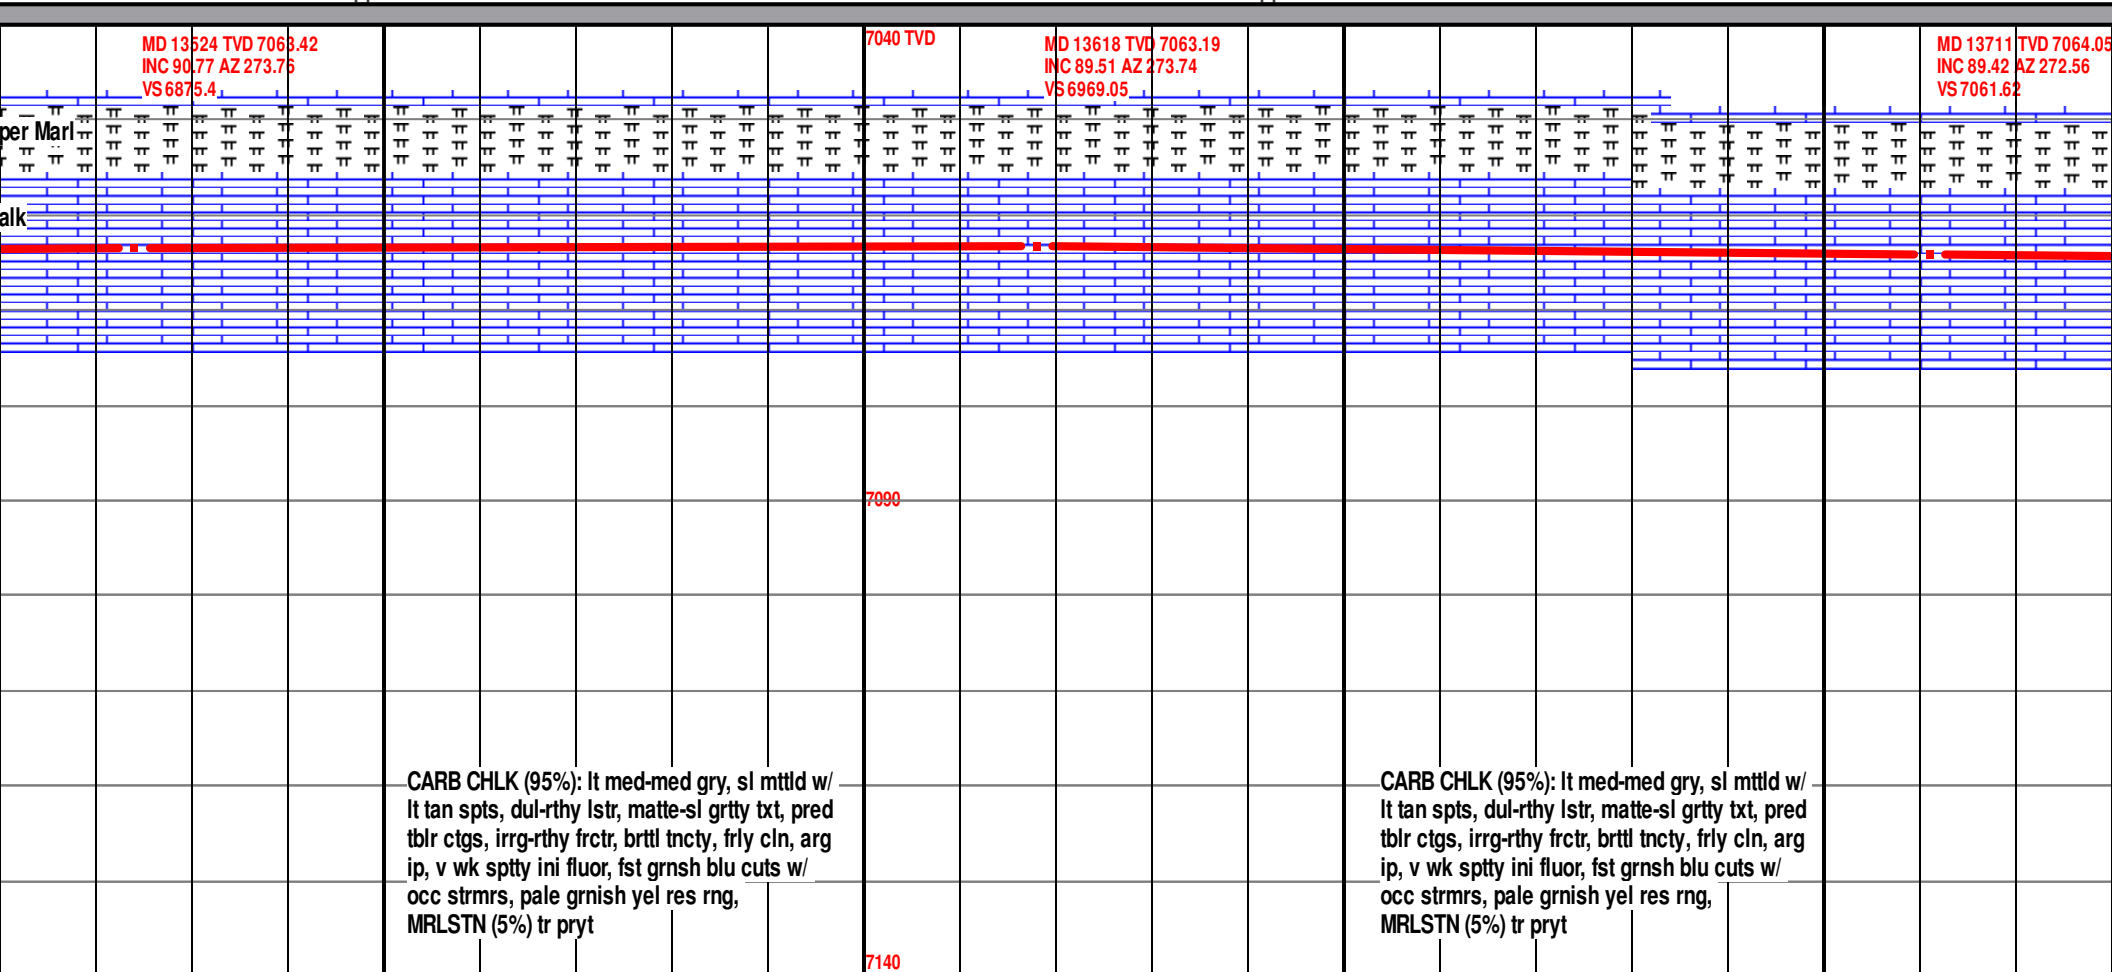 MD 13524 TVD 7063.42
INC 90.77 AZ 273.76
VS 6875.4
7040 TVD
MD 13618 TVD 7063.19
INC 89.51 AZ 273.74
VS 6969.05
MD 13711 TVD 7064.05
INC 89.42 AZ 272.56
VS 7061.62
per Marl
alk
7090
CARB CHLK (95%): lt med-med gry, sl mttld w/
lt tan spts, dul-rthy lstr, matte-sl grtty txt, pred
tblr ctgs, irrg-rthy frctr, brttl tncty, frly cln, arg
ip, v wk sptty ini fluor, fst grnsh blu cuts w/
occ strmrs, pale grnish yel res rng,
MRLSTN (5%) tr pryt
CARB CHLK (95%): lt med-med gry, sl mttld w/
lt tan spts, dul-rthy lstr, matte-sl grtty txt, pred
tblr ctgs, irrg-rthy frctr, brttl tncty, frly cln, arg
ip, v wk sptty ini fluor, fst grnsh blu cuts w/
occ strmrs, pale grnish yel res rng,
MRLSTN (5%) tr pryt
7140